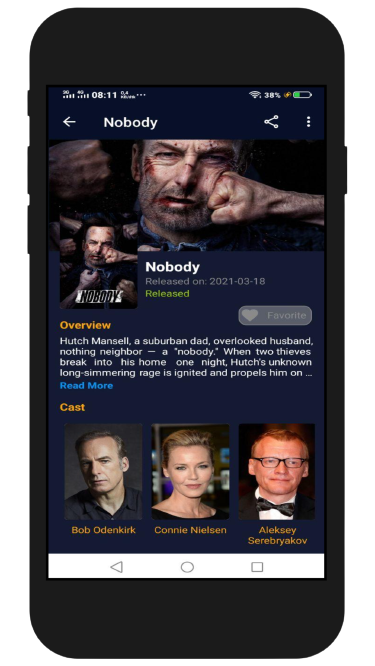 3G 4G 08:11 0,4 KB/s
38%
Nobody
NOBODY
Nobody
Released on: 2021-03-18
Released
Favorite
Overview
Hutch Mansell, a suburban dad, overlooked husband,
nothing neighbor — a "nobody." When two thieves
break into his home one night, Hutch's unknown
long-simmering rage is ignited and propels him on ...
Read More
Cast
Bob Odenkirk
Connie Nielsen
Aleksey
Serebryakov